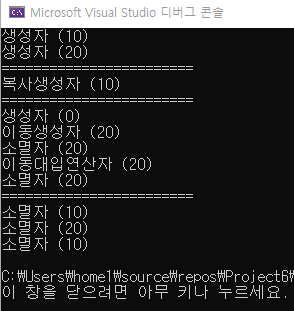 Microsoft Visual Studio 디버그 콘솔
생성자 (10)
생성자 (20)
========================
복사생성자 (10)
========================
생성자 (0)
이동생성자 (20)
소멸자 (20)
이동대입연산자 (20)
소멸자 (20)
========================
소멸자 (10)
소멸자 (20)
소멸자 (10)
C:₩Users₩home1₩source₩repos₩Project6₩
이 창을 닫으려면 아무 키나 누르세요.